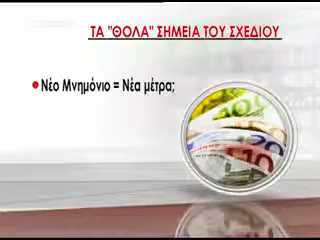 ΤΑ "ΘΟΛΑ" ΣΗΜΕΙΑ ΤΟΥ ΣΧΕΔΙΟΥ
Νέο Μνημόνιο = Νέα μέτρα;